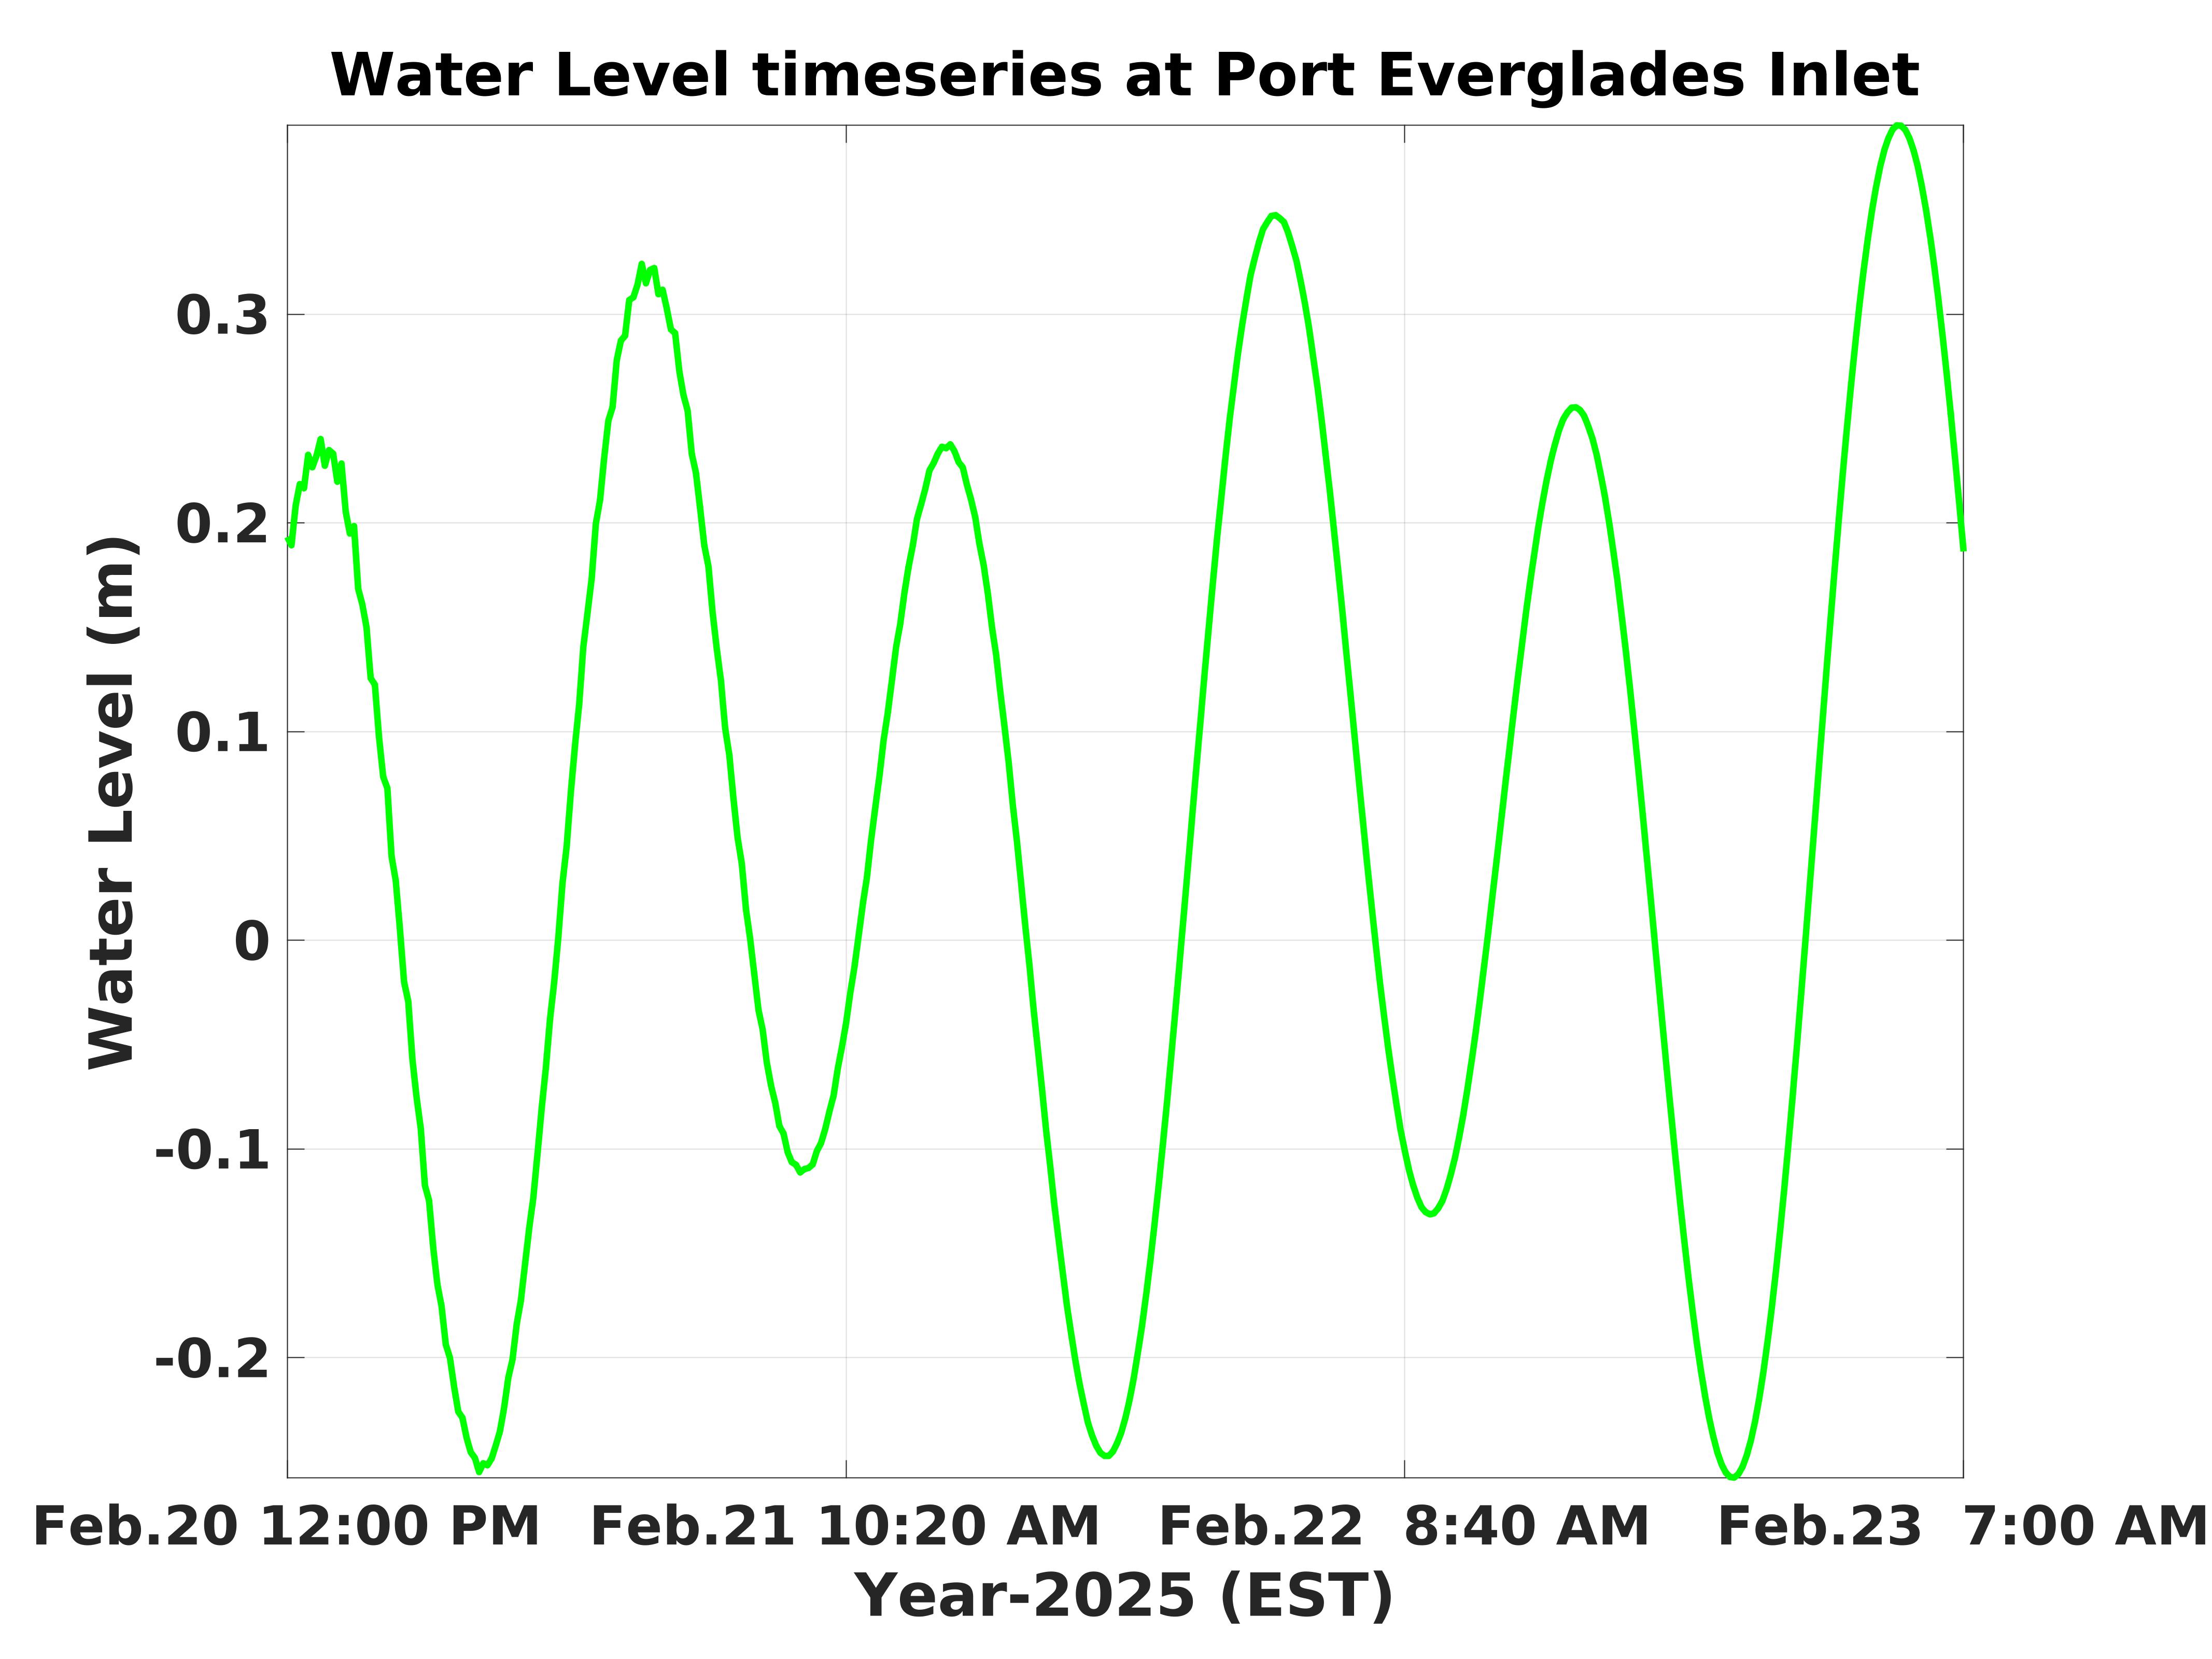 Water Level timeseries at Port Everglades Inlet
Water Level (m)
0.3
0.2
0.1
0
-0.1
-0.2
Feb.20 12:00 PM Feb.21 10:20 AM Feb.22 8:40 AM Feb.23 7:00 AM
Year-2025 (EST)